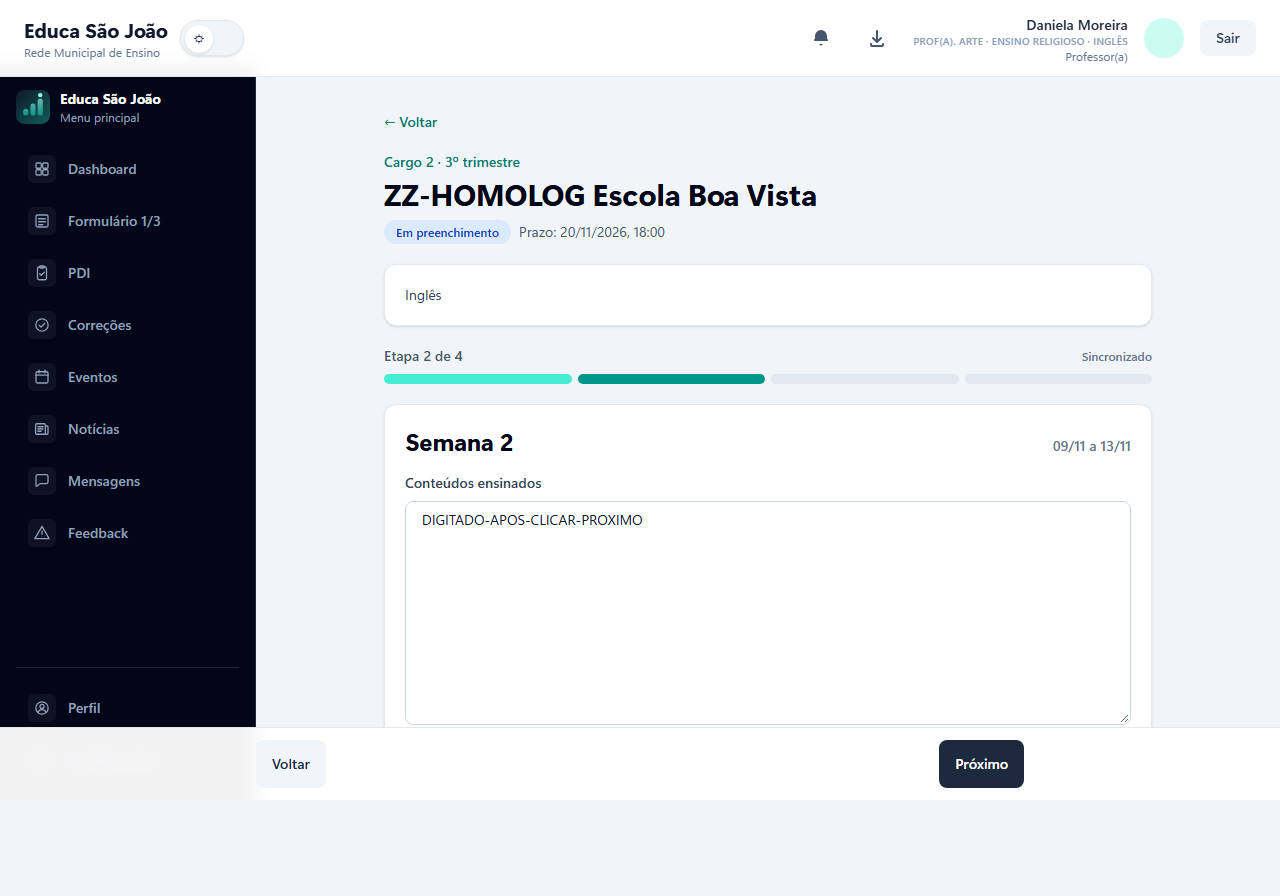 Educa São João
Rede Municipal de Ensino
Daniela Moreira
PROF(A). ARTE · ENSINO RELIGIOSO · INGLÊS
Professor(a)
Sair
Educa São João
Menu principal
Dashboard
Formulário 1/3
PDI
Correções
Eventos
Notícias
Mensagens
Feedback
Perfil
← Voltar
Cargo 2 · 3º trimestre
ZZ-HOMOLOG Escola Boa Vista
Em preenchimento
Prazo: 20/11/2026, 18:00
Inglês
Etapa 2 de 4
Sincronizado
Semana 2
09/11 a 13/11
Conteúdos ensinados
DIGITADO-APOS-CLICAR-PROXIMO
Voltar
Próximo